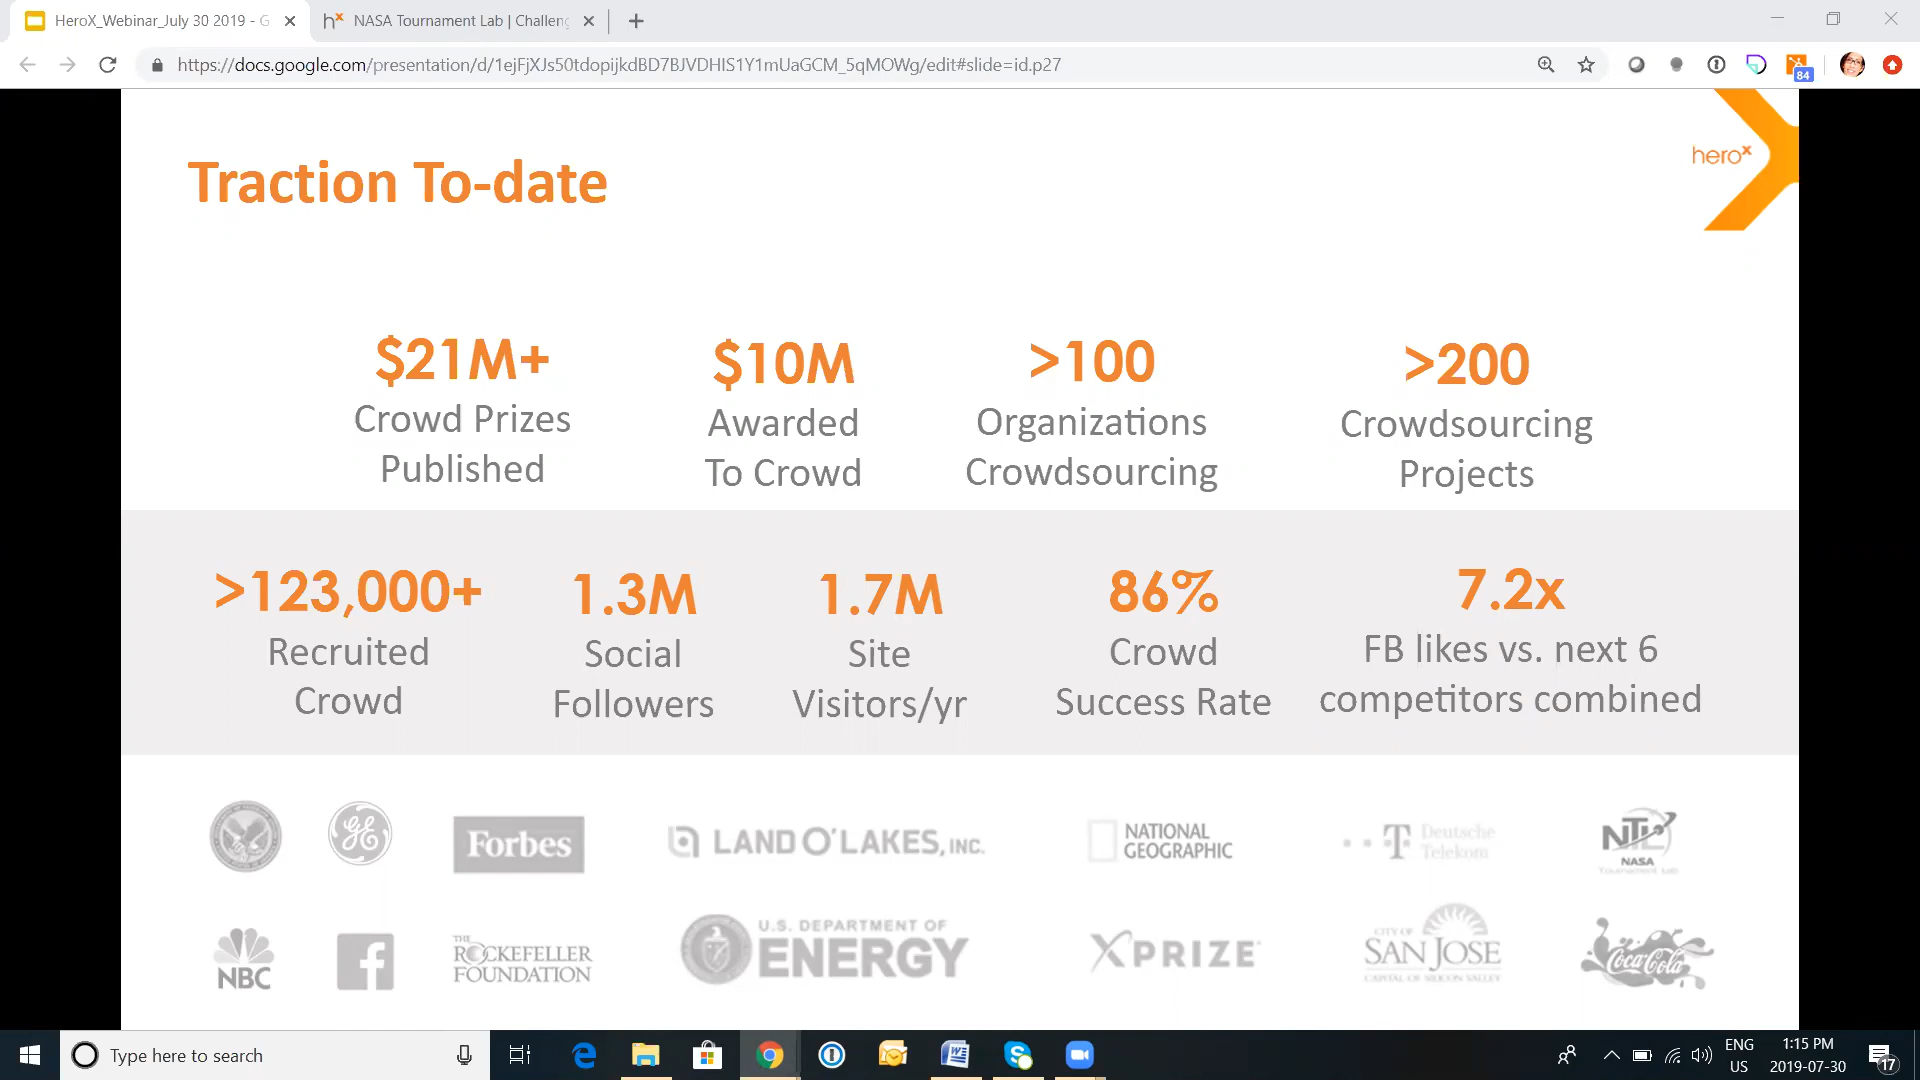 HeroX_Webinar_July 30 2019 - G
hx NASA Tournament Lab | Challeng
https://docs.google.com/presentation/d/1ejFjXJs50tdopijkdBD7BJVDHIS1Y1mUaGCM_5qMOWg/edit#slide=id.p27
84
herox
Traction To-date
$21M+
Crowd Prizes
Published
$10M
Awarded
To Crowd
>100
Organizations
Crowdsourcing
>200
Crowdsourcing
Projects
>123,000+
Recruited
Crowd
1.3M
Social
Followers
1.7M
Site
Visitors/yr
86%
Crowd
Success Rate
7.2x
FB likes vs. next 6
competitors combined
GE
Forbes
LAND O'LAKES, INC.
NATIONAL
GEOGRAPHIC
T Deutsche
Telekom
NTL
NASA
Tournament Lab
NBC
f
THE
ROCKEFELLER
FOUNDATION
U.S. DEPARTMENT OF
ENERGY
XPRIZE
CITY OF
SAN JOSE
CAPITAL OF SILICON VALLEY
Coca-Cola
Type here to search
ENG
US
1:15 PM
2019-07-30
17